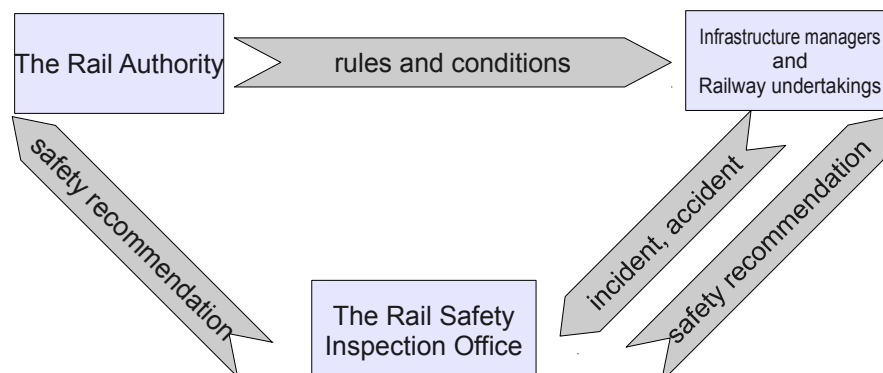 The Rail Authority
rules and conditions
Infrastructure managers
and
Railway undertakings
safety recommendation
incident, accident
safety recommendation
The Rail Safety
Inspection Office